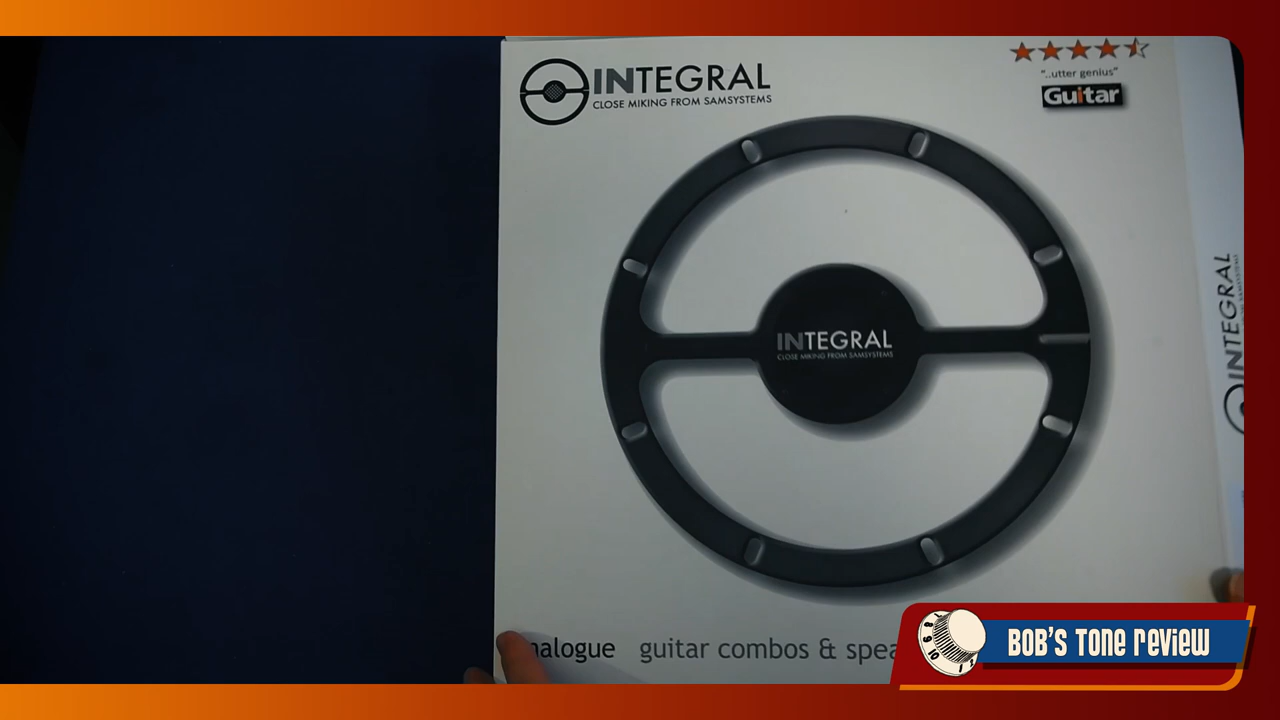 INTEGRAL
CLOSE MIKING FROM SAMSYSTEMS
"..utter genius"
Guitar
INTEGRAL
CLOSE MIKING FROM SAMSYSTEMS
INTEGRAL
guitar combos &
BOB'S TONE REVIEW